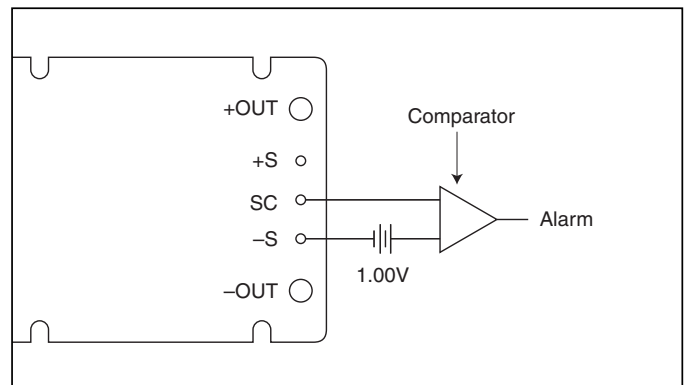 +OUT
Comparator
+S
SC
Alarm
–S
1.00V
–OUT